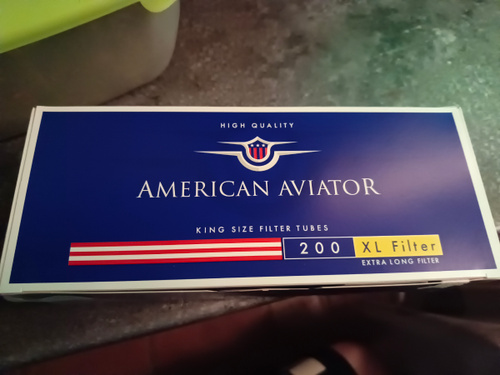 HIGH QUALITY
AMERICAN AVIATOR
KING SIZE FILTER TUBES
200 XL Filter
EXTRA LONG FILTER